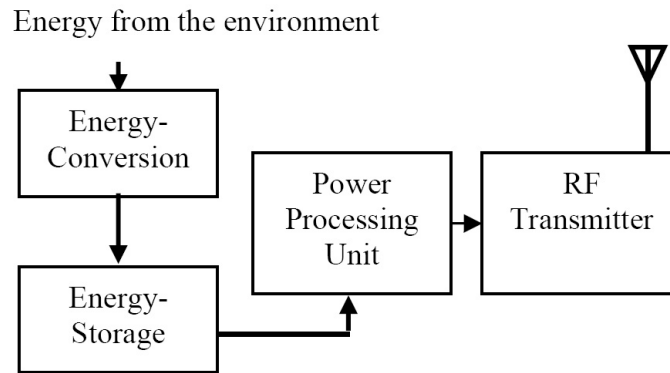 Energy from the environment
Energy-
Conversion
Energy-
Storage
Power
Processing
Unit
RF
Transmitter